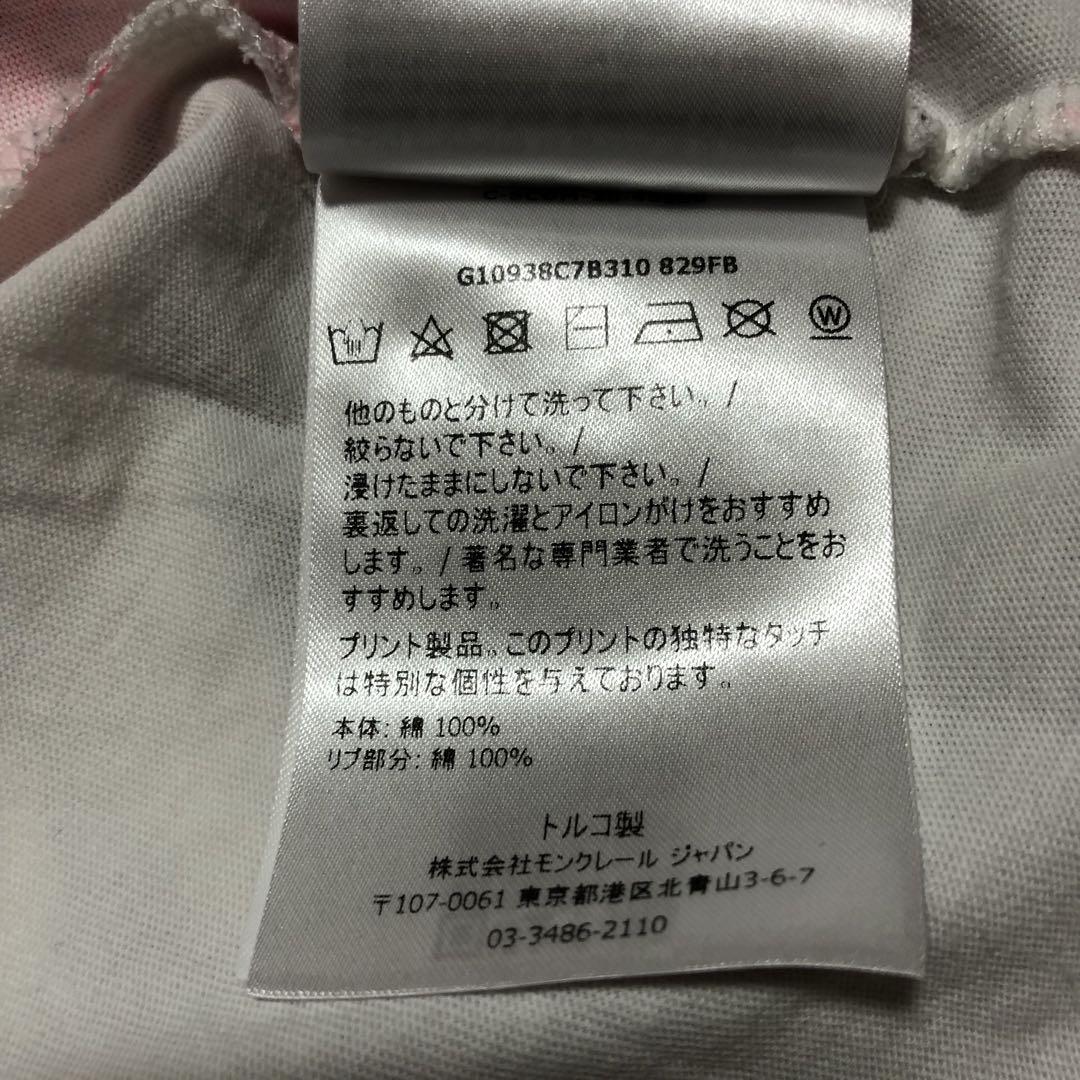 G10938C7B310 829FB
W
他のものと分けて洗って下さい。/
絞らないで下さい。/
浸けたままにしないで下さい。/
裏返しての洗濯とアイロンがけをおすすめ
します。/ 著名な専門業者で洗うことをお
すすめします。
プリント製品。このプリントの独特なタッチ
は特別な個性を与えております。
本体: 綿 100%
リブ部分: 綿 100%
トルコ製
株式会社モンクレール ジャパン
〒107-0061 東京都港区北青山3-6-7
03-3486-2110